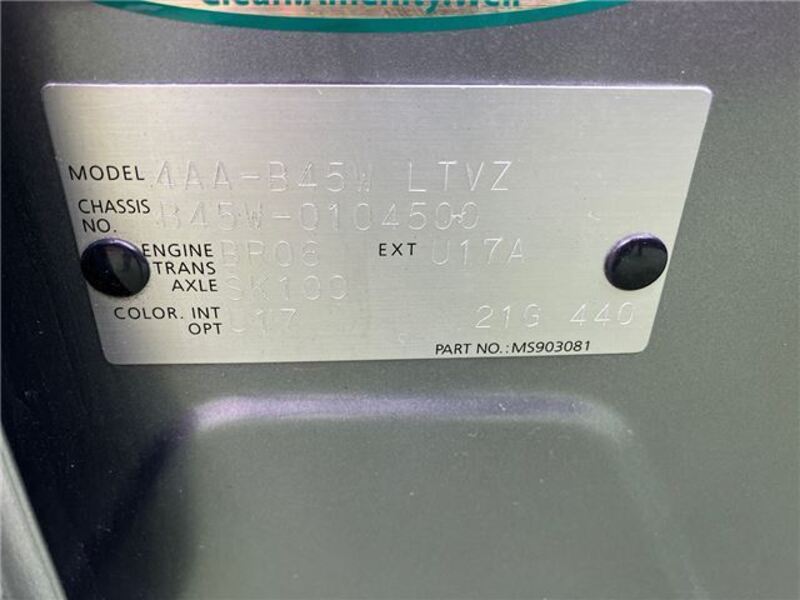 MODEL 4AA-B45W LTVZ
CHASSIS NO. B45W-0104500
ENGINE BR06 EXT U17A
TRANS AXLE SK100
COLOR. INT OPT U17 21G 440
PART NO.:MS903081